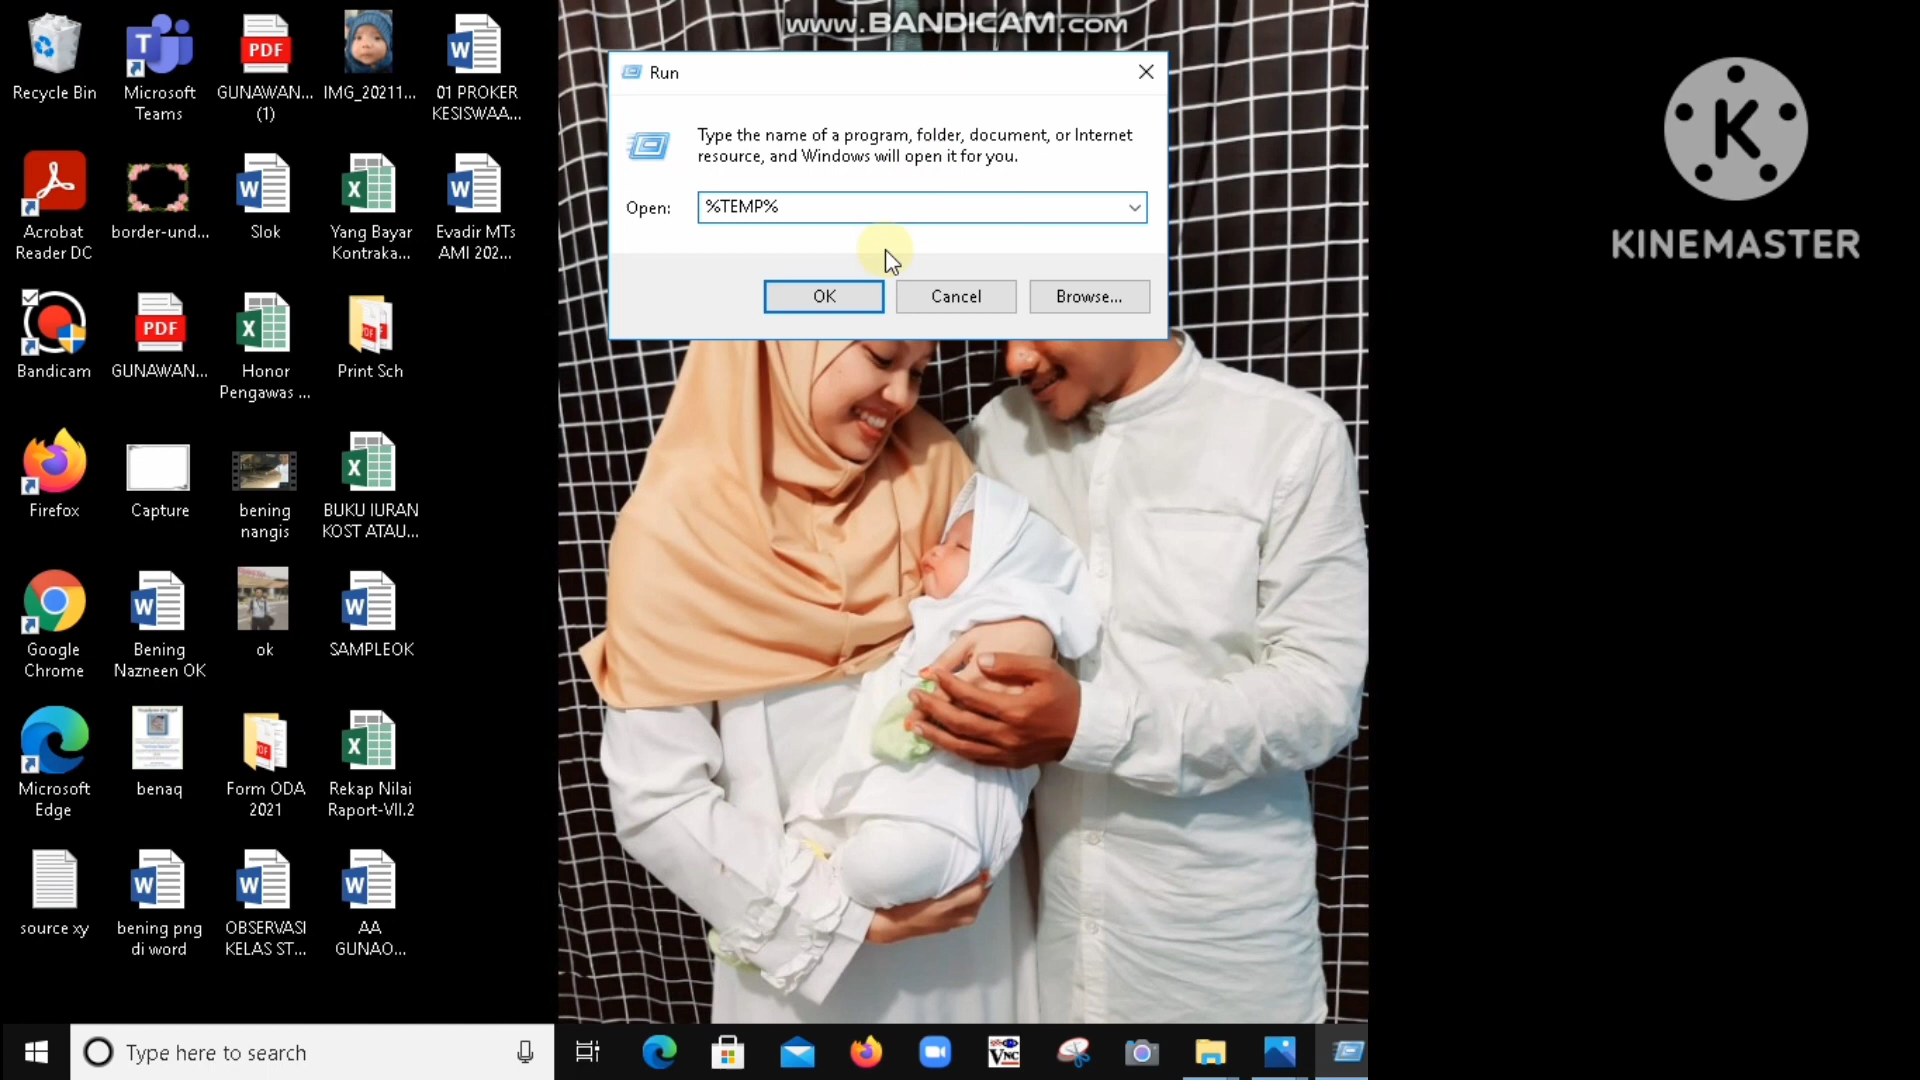 www.BANDICAM.com
Run
Type the name of a program, folder, document, or Internet
resource, and Windows will open it for you.
Open:
%TEMP%
OK
Cancel
Browse...
K
KINEMASTER
Recycle Bin
Microsoft
Teams
PDF
GUNAWAN...
(1)
IMG_20211...
01 PROKER
KESISWAA...
Acrobat
Reader DC
border-und...
Slok
Yang Bayar
Kontraka...
Evadir MTs
AMI 202...
Bandicam
PDF
GUNAWAN...
Honor
Pengawas ...
Print Sch
Firefox
Capture
bening
nangis
BUKU IURAN
KOST ATAU...
Google
Chrome
Bening
Nazneen OK
ok
SAMPLEOK
Microsoft
Edge
benaq
Form ODA
2021
Rekap Nilai
Raport-VII.2
source xy
bening png
di word
OBSERVASI
KELAS ST...
AA
GUNAO...
Type here to search